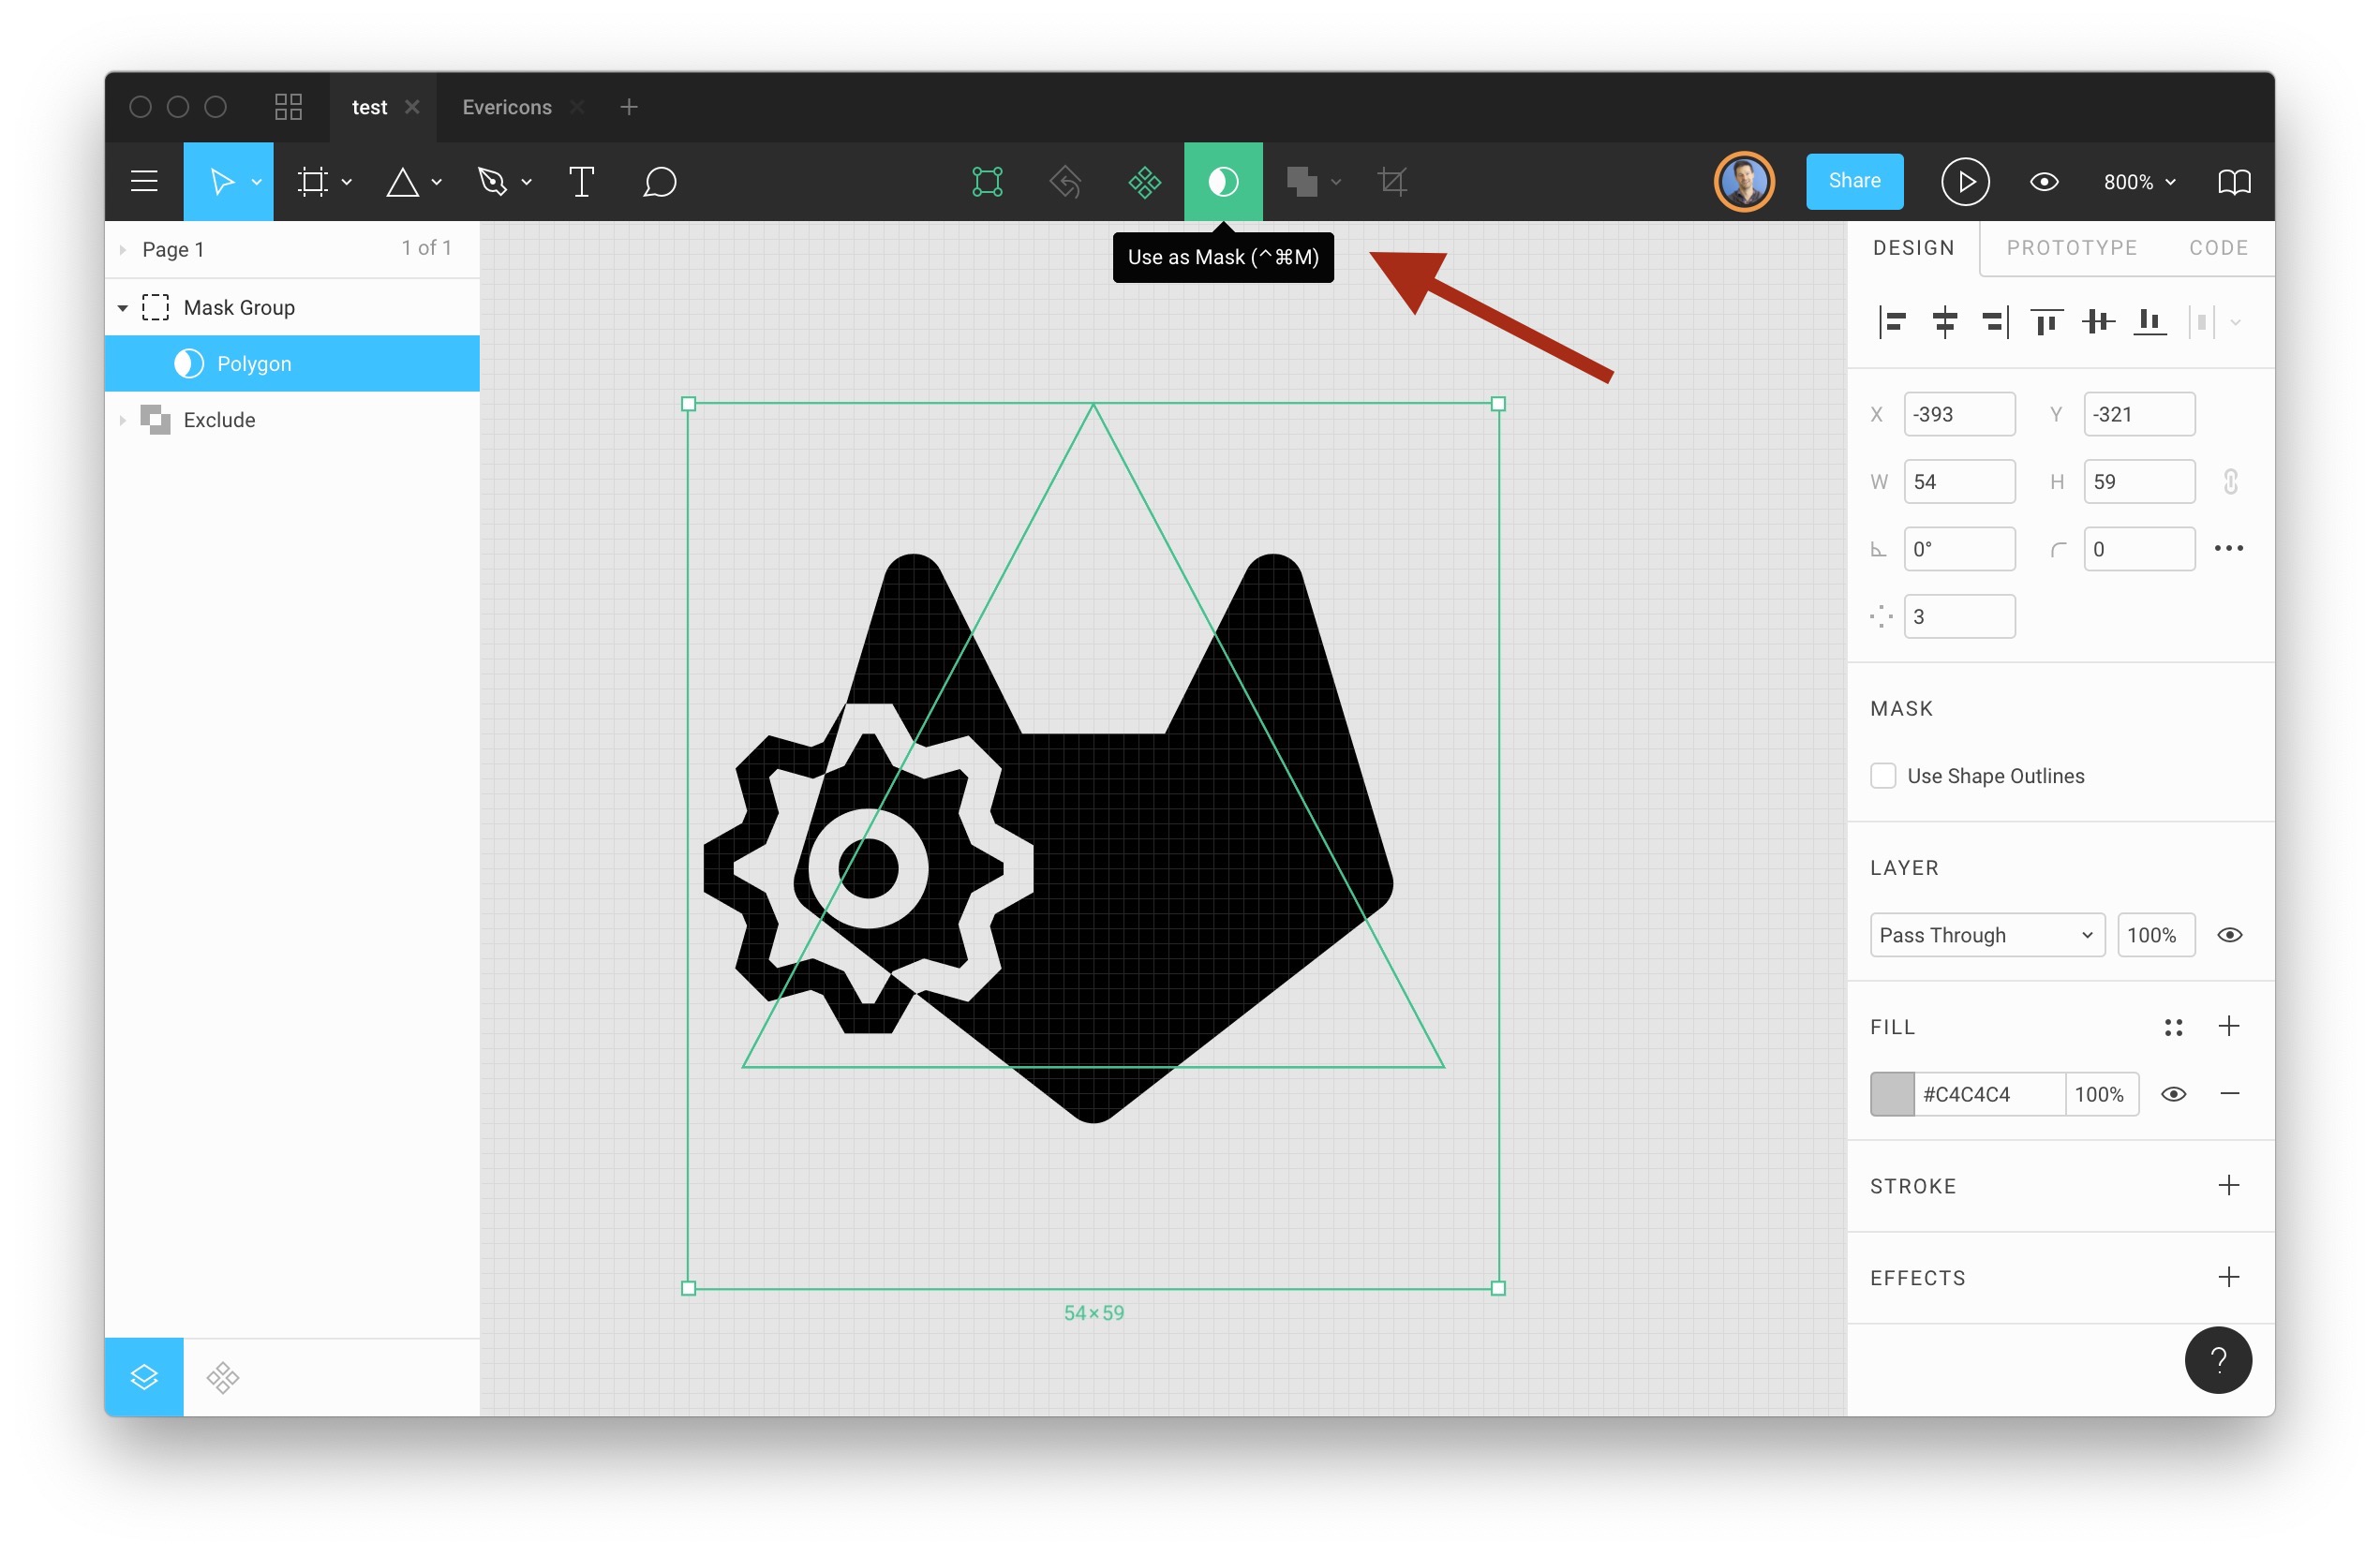 test
Evericons
T
Share
800%
Use as Mask (^⌘M)
Page 1
1 of 1
Mask Group
Polygon
Exclude
54×59
DESIGN
PROTOTYPE
CODE
X
-393
Y
-321
W
54
H
59
0°
0
3
MASK
Use Shape Outlines
LAYER
Pass Through
100%
FILL
#C4C4C4
100%
STROKE
EFFECTS
?